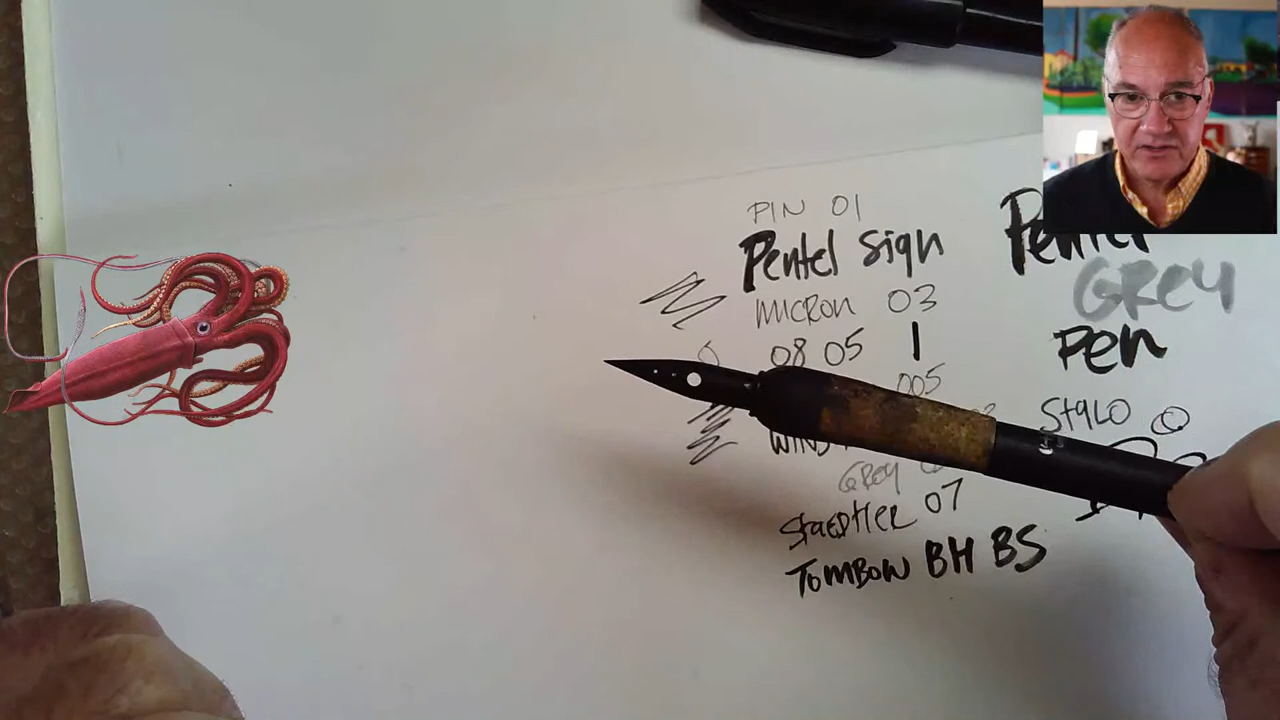 PIN 01
Pentel Sign
MICRON 03
08 05 1
005
GREY
STAEDTLER 07
TOMBOW BH BS
Pentel
GREY
Pen
StyLO